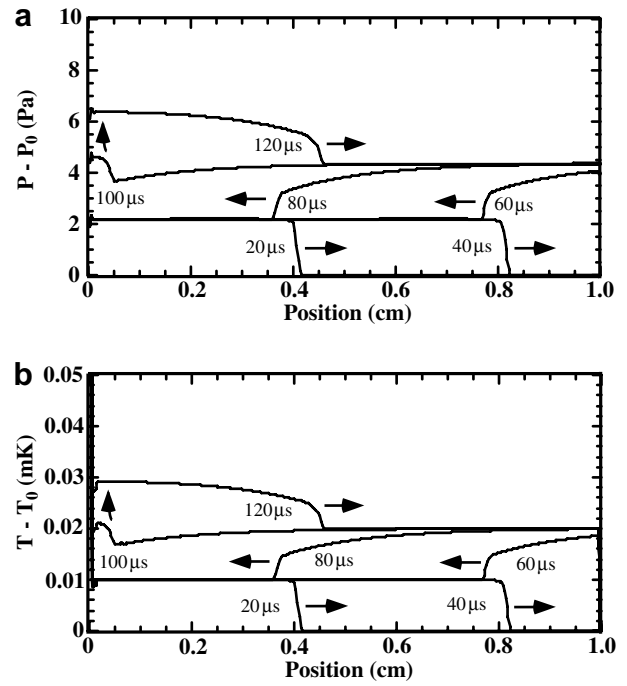 a
P - P0 (Pa)
10
8
6
4
2
0
120µs
100µs
80µs
60µs
20µs
40µs
0
0.2
0.4
0.6
0.8
1.0
Position (cm)
b
T - T0 (mK)
0.05
0.04
0.03
0.02
0.01
0
120µs
100µs
80µs
60µs
20µs
40µs
0
0.2
0.4
0.6
0.8
1.0
Position (cm)